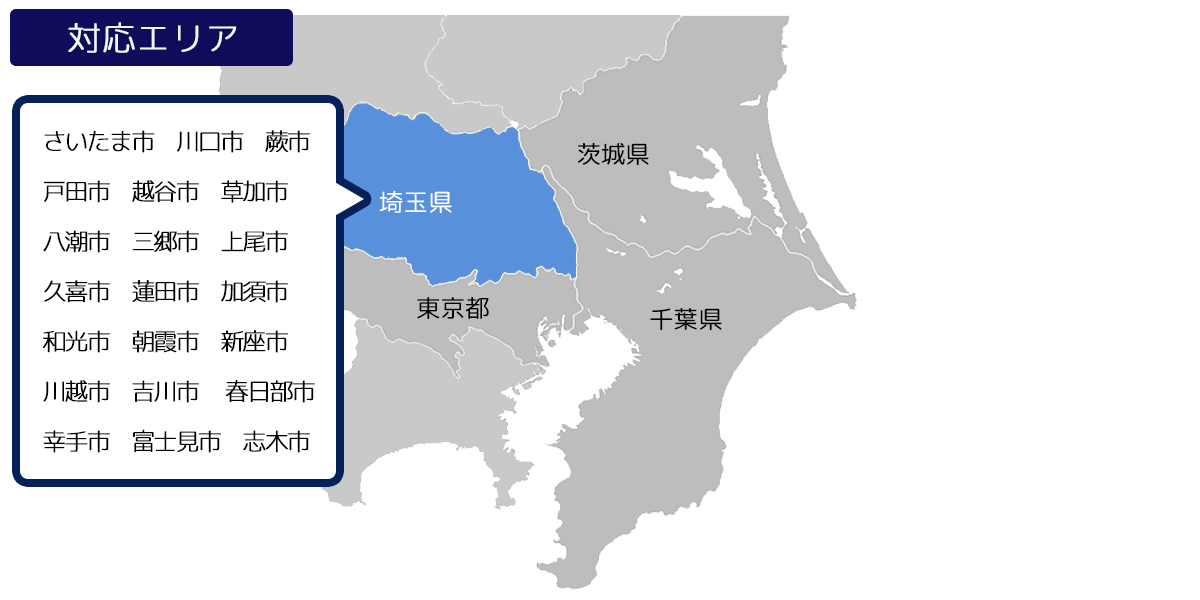 対応エリア
さいたま市　川口市　蕨市
戸田市　越谷市　草加市
八潮市　三郷市　上尾市
久喜市　蓮田市　加須市
和光市　朝霞市　新座市
川越市　吉川市　春日部市
幸手市　富士見市　志木市
茨城県
埼玉県
東京都
千葉県